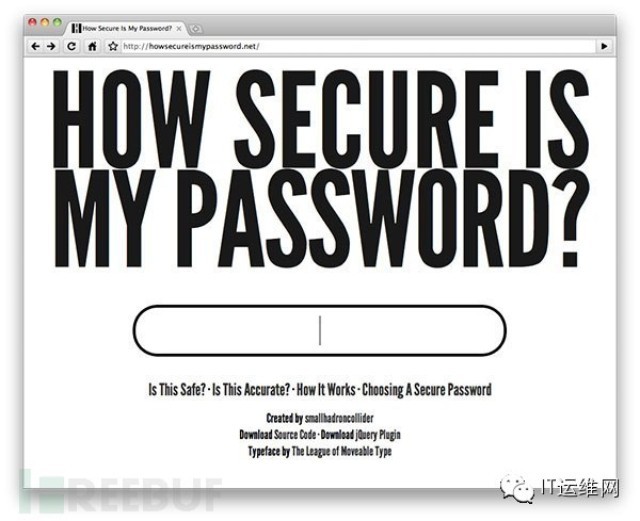 How Secure Is My Password?
http://howsecureismypassword.net/
HOW SECURE IS
MY PASSWORD?
Is This Safe? · Is This Accurate? · How It Works · Choosing A Secure Password
Created by smallhadroncollider
Download Source Code · Download jQuery Plugin
Typeface by The League of Moveable Type
REEBUF
IT运维网